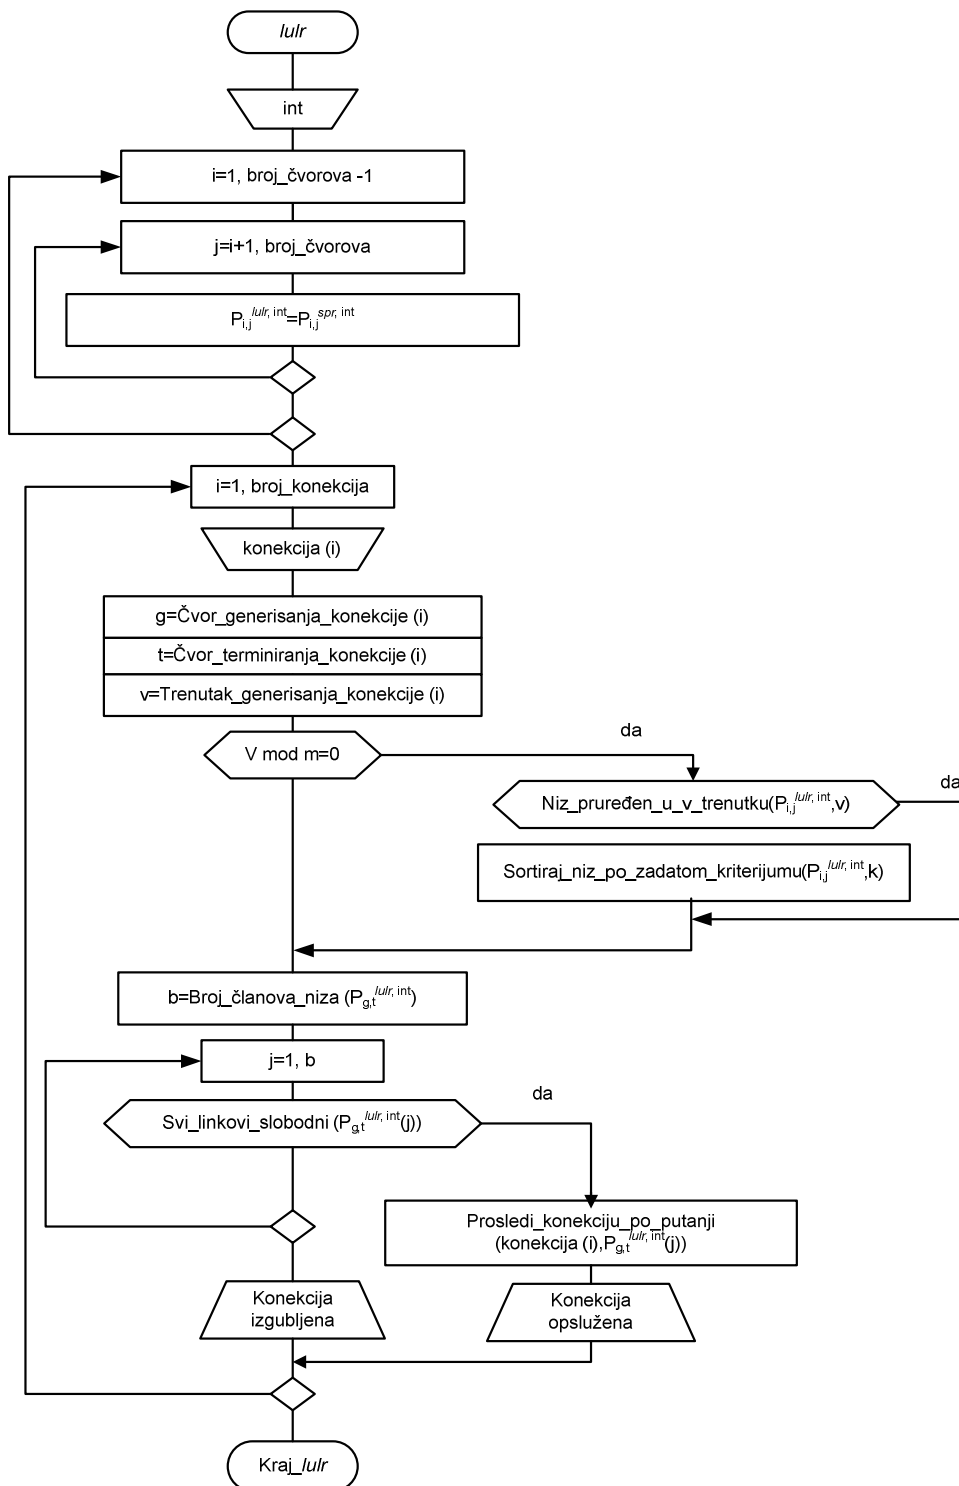 lulr
int
i=1, broj_čvorova -1
j=i+1, broj_čvorova
Pi,j lulr, int=Pi,j spr, int
i=1, broj_konekcija
konekcija (i)
g=Čvor_generisanja_konekcije (i)
t=Čvor_terminiranja_konekcije (i)
v=Trenutak_generisanja_konekcije (i)
da
V mod m=0
da
Niz_pruređen_u_v_trenutku(Pi,j lulr, int,v)
Sortiraj_niz_po_zadatom_kriterijumu(Pi,j lulr, int,k)
b=Broj_članova_niza (Pg,t lulr, int)
j=1, b
da
Svi_linkovi_slobodni (Pg,t lulr, int(j))
Prosledi_konekciju_po_putanji
(konekcija (i),Pg,t lulr, int(j))
Konekcija
izgubljena
Konekcija
opslužena
Kraj_lulr